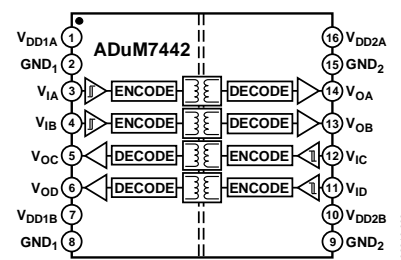 ADuM7442
VDD1A 1 16 VDD2A
GND1 2 15 GND2
VIA 3 ENCODE DECODE 14 VOA
VIB 4 ENCODE DECODE 13 VOB
VOC 5 DECODE ENCODE 12 VIC
VOD 6 DECODE ENCODE 11 VID
VDD1B 7 10 VDD2B
GND1 8 9 GND2